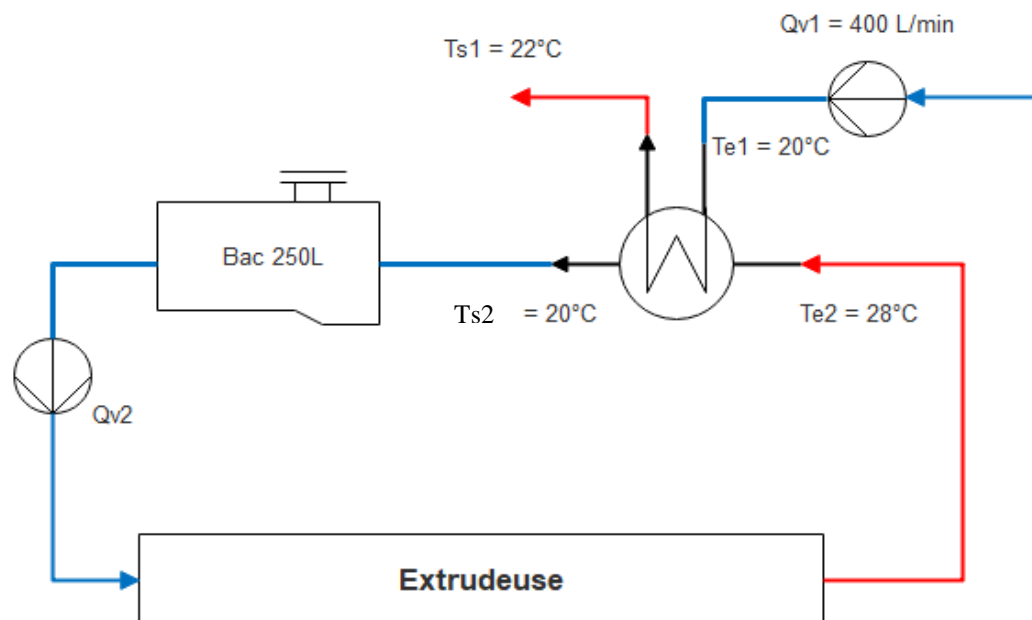 Qv1 = 400 L/min
Ts1 = 22°C
Te1 = 20°C
Bac 250L
Ts2 = 20°C
Te2 = 28°C
Qv2
Extrudeuse